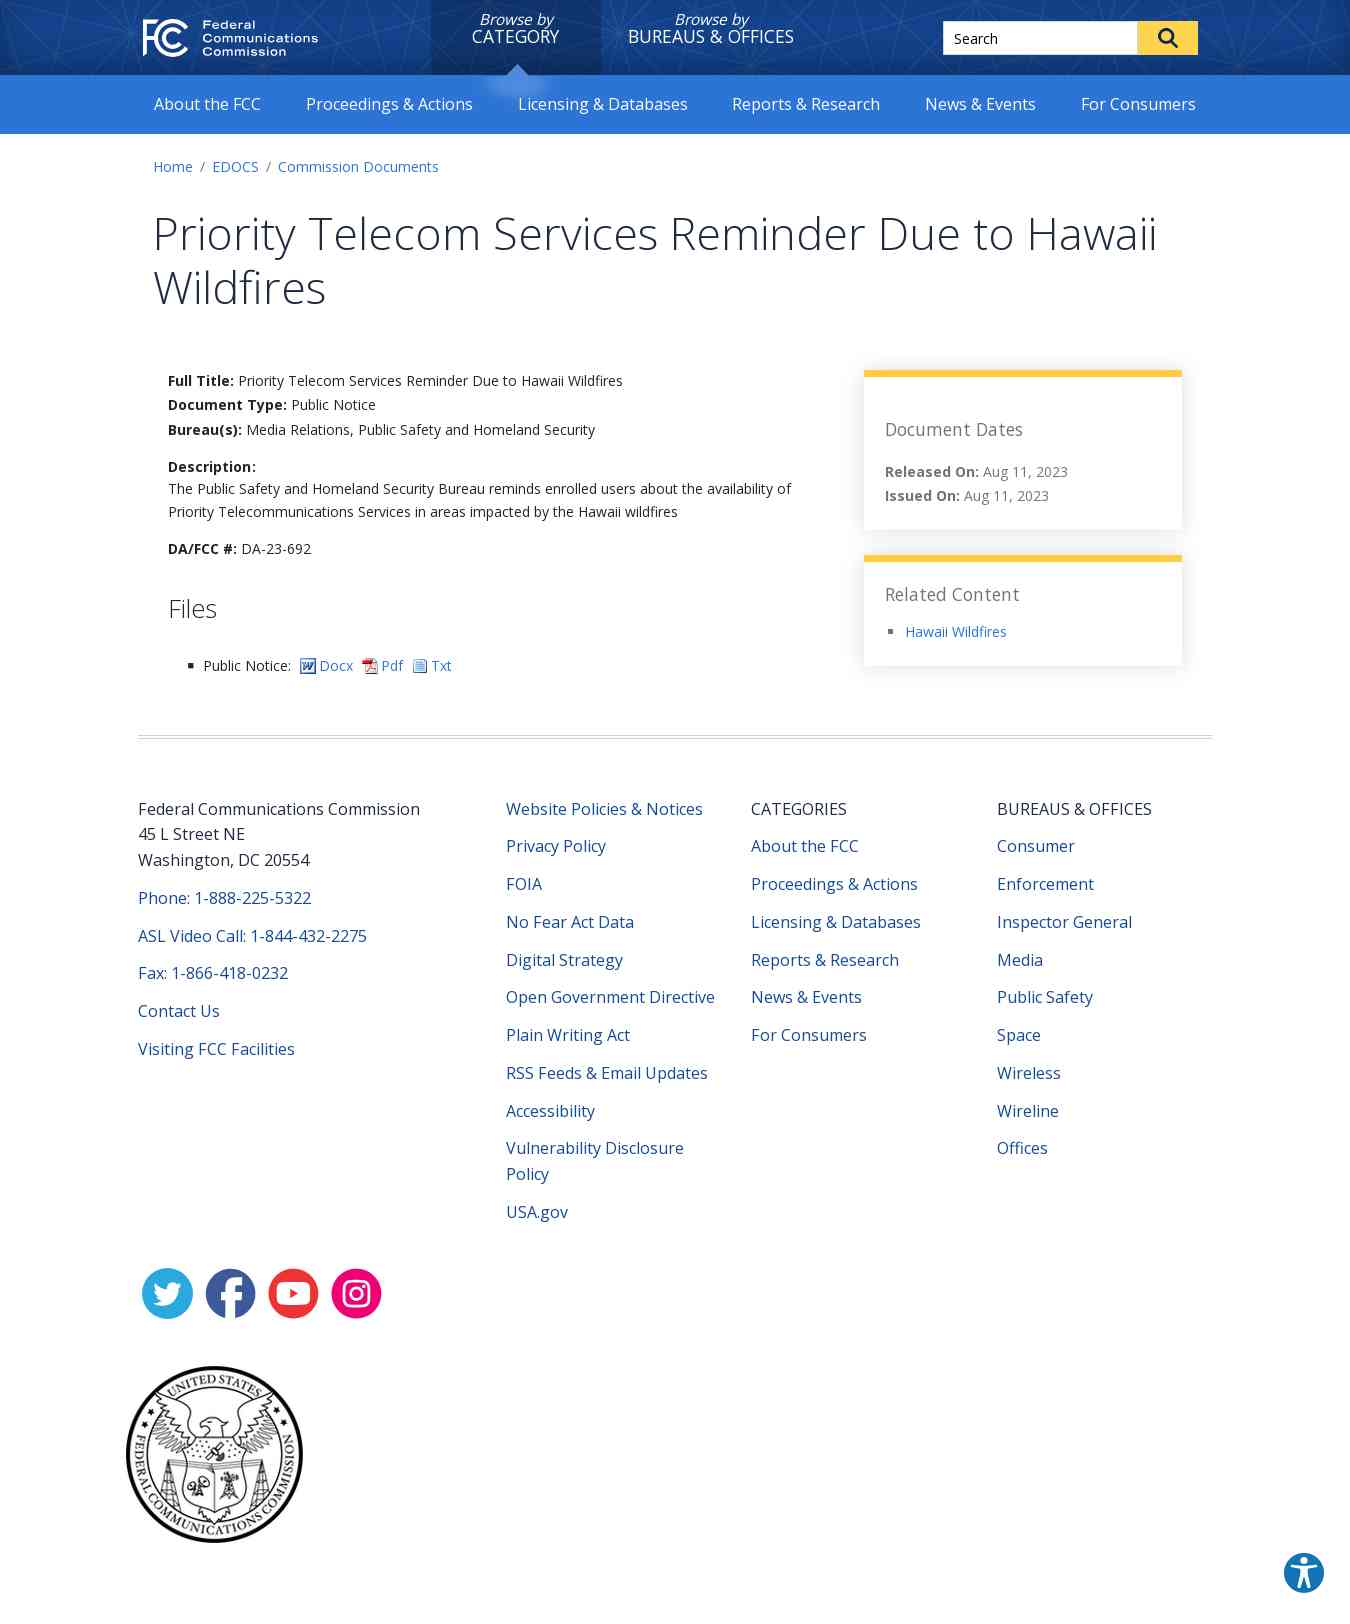 FCC Federal
Communications
Commission
Browse by
CATEGORY
Browse by
BUREAUS & OFFICES
Search
About the FCC
Proceedings & Actions
Licensing & Databases
Reports & Research
News & Events
For Consumers
Home / EDOCS / Commission Documents
Priority Telecom Services Reminder Due to Hawaii
Wildfires
Full Title: Priority Telecom Services Reminder Due to Hawaii Wildfires
Document Type: Public Notice
Bureau(s): Media Relations, Public Safety and Homeland Security
Description:
The Public Safety and Homeland Security Bureau reminds enrolled users about the availability of
Priority Telecommunications Services in areas impacted by the Hawaii wildfires
DA/FCC #: DA-23-692
Files
Public Notice: Docx Pdf Txt
Document Dates
Released On: Aug 11, 2023
Issued On: Aug 11, 2023
Related Content
Hawaii Wildfires
Federal Communications Commission
45 L Street NE
Washington, DC 20554
Phone: 1-888-225-5322
ASL Video Call: 1-844-432-2275
Fax: 1-866-418-0232
Contact Us
Visiting FCC Facilities
Website Policies & Notices
Privacy Policy
FOIA
No Fear Act Data
Digital Strategy
Open Government Directive
Plain Writing Act
RSS Feeds & Email Updates
Accessibility
Vulnerability Disclosure
Policy
USA.gov
CATEGORIES
About the FCC
Proceedings & Actions
Licensing & Databases
Reports & Research
News & Events
For Consumers
BUREAUS & OFFICES
Consumer
Enforcement
Inspector General
Media
Public Safety
Space
Wireless
Wireline
Offices
UNITED STATES
FEDERAL COMMUNICATIONS COMMISSION